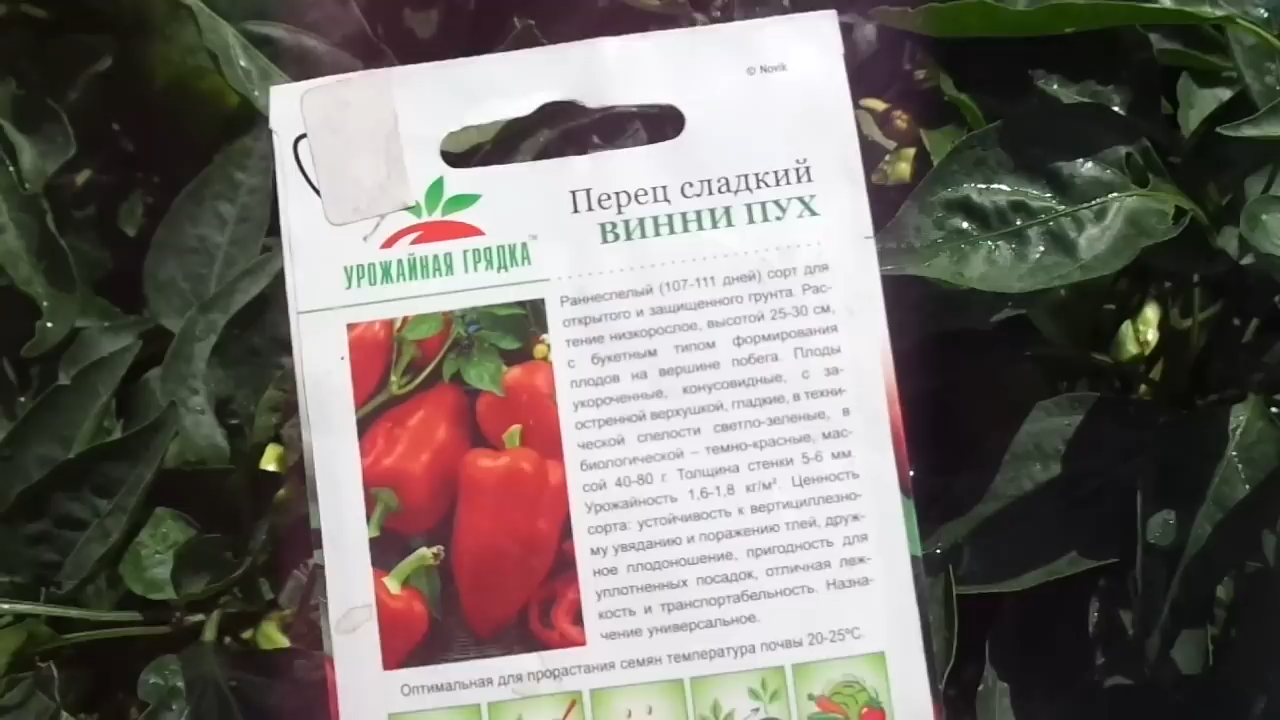 © Novik
Перец сладкий
ВИННИ ПУХ
УРОЖАЙНАЯ ГРЯДКА™
Раннеспелый (107-111 дней) сорт для
открытого и защищенного грунта. Рас-
тение низкорослое, высотой 25-30 см,
с букетным типом формирования
плодов на вершине побега. Плоды
укороченные, конусовидные, с за-
остренной верхушкой, гладкие, в техни-
ческой спелости светло-зеленые, в
биологической – темно-красные, мас-
сой 40-80 г. Толщина стенки 5-6 мм.
Урожайность 1,6-1,8 кг/м². Ценность
сорта: устойчивость к вертициллезно-
му увяданию и поражению тлей, друж-
ное плодоношение, пригодность для
уплотненных посадок, отличная леж-
кость и транспортабельность. Назна-
чение универсальное.
Оптимальная для прорастания семян температура почвы 20-25°С.